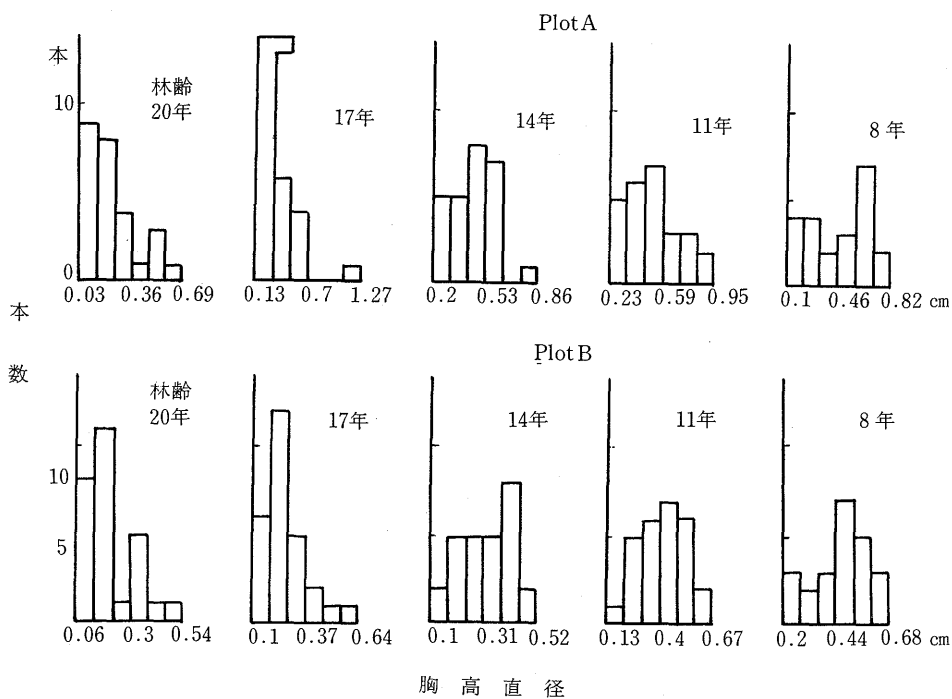 PlotA
本
10
0
林齢
20年
17年
14年
11年
8年
0.03 0.36 0.69
0.13 0.7 1.27
0.2 0.53 0.86
0.23 0.59 0.95
0.1 0.46 0.82 cm
本
数
PlotB
10
5
林齢
20年
17年
14年
11年
8年
0.06 0.3 0.54
0.1 0.37 0.64
0.1 0.31 0.52
0.13 0.4 0.67
0.2 0.44 0.68 cm
胸高直径